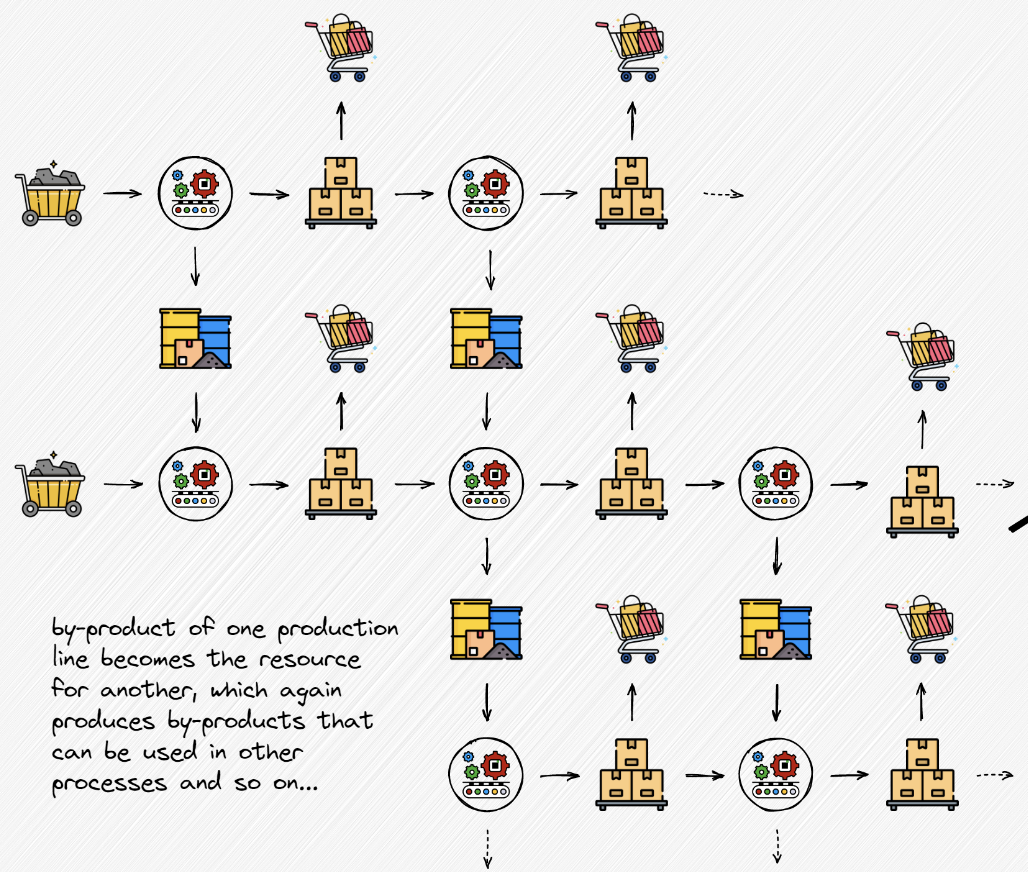 by-product of one production
line becomes the resource
for another, which again
produces by-products that
can be used in other
processes and so on...